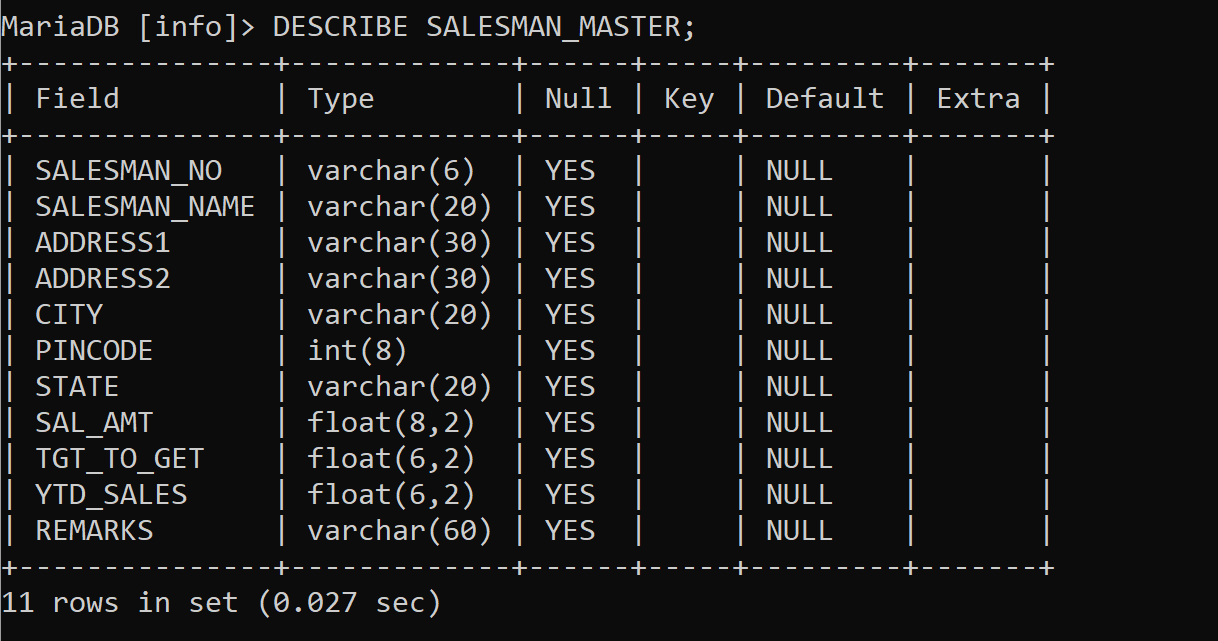 MariaDB [info]> DESCRIBE SALESMAN_MASTER;
+---------------+-------------+------+-----+---------+-------+
| Field         | Type        | Null | Key | Default | Extra |
+---------------+-------------+------+-----+---------+-------+
| SALESMAN_NO   | varchar(6)  | YES  |     | NULL    |       |
| SALESMAN_NAME | varchar(20) | YES  |     | NULL    |       |
| ADDRESS1      | varchar(30) | YES  |     | NULL    |       |
| ADDRESS2      | varchar(30) | YES  |     | NULL    |       |
| CITY          | varchar(20) | YES  |     | NULL    |       |
| PINCODE       | int(8)      | YES  |     | NULL    |       |
| STATE         | varchar(20) | YES  |     | NULL    |       |
| SAL_AMT       | float(8,2)  | YES  |     | NULL    |       |
| TGT_TO_GET    | float(6,2)  | YES  |     | NULL    |       |
| YTD_SALES     | float(6,2)  | YES  |     | NULL    |       |
| REMARKS       | varchar(60) | YES  |     | NULL    |       |
+---------------+-------------+------+-----+---------+-------+
11 rows in set (0.027 sec)